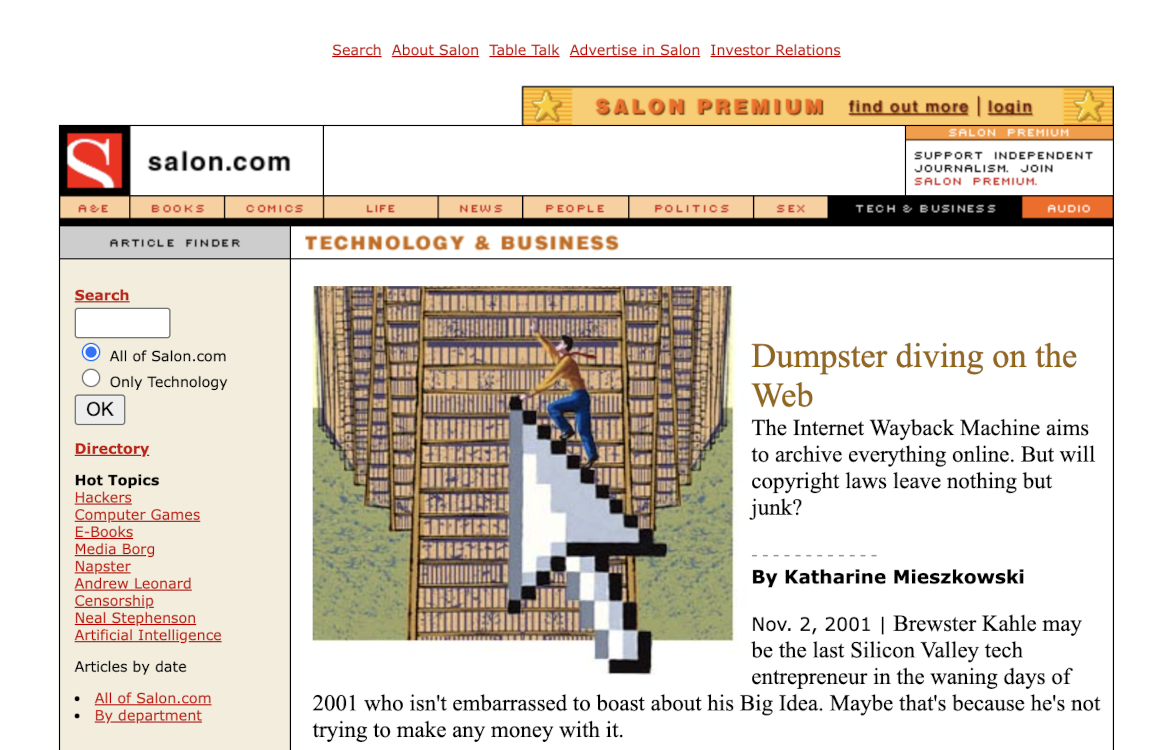 Search About Salon Table Talk Advertise in Salon Investor Relations
SALON PREMIUM find out more | login
S salon.com
SALON PREMIUM
SUPPORT INDEPENDENT
JOURNALISM. JOIN
SALON PREMIUM.
A&E BOOKS COMICS LIFE NEWS PEOPLE POLITICS SEX TECH & BUSINESS AUDIO
ARTICLE FINDER
TECHNOLOGY & BUSINESS
Search
All of Salon.com
Only Technology
OK
Directory
Hot Topics
Hackers
Computer Games
E-Books
Media Borg
Napster
Andrew Leonard
Censorship
Neal Stephenson
Artificial Intelligence
Articles by date
• All of Salon.com
• By department
Dumpster diving on the
Web
The Internet Wayback Machine aims
to archive everything online. But will
copyright laws leave nothing but
junk?
- - - - - - - - - - - -
By Katharine Mieszkowski
Nov. 2, 2001 | Brewster Kahle may
be the last Silicon Valley tech
entrepreneur in the waning days of
2001 who isn't embarrassed to boast about his Big Idea. Maybe that's because he's not
trying to make any money with it.